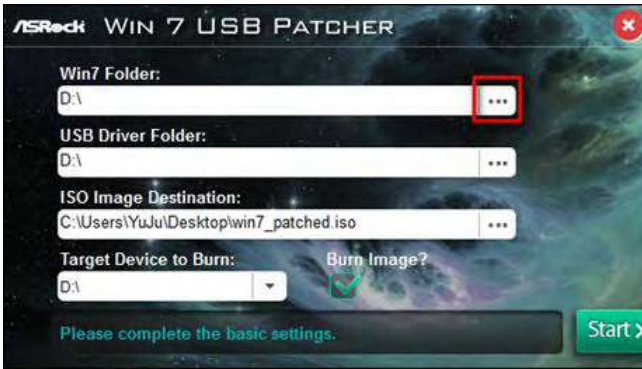 ASRock WIN 7 USB PATCHER
Win7 Folder:
D:\
USB Driver Folder:
D:\
ISO Image Destination:
C:\Users\YuJu\Desktop\win7_patched.iso
Target Device to Burn: Burn Image?
D:\
Please complete the basic settings.
Start